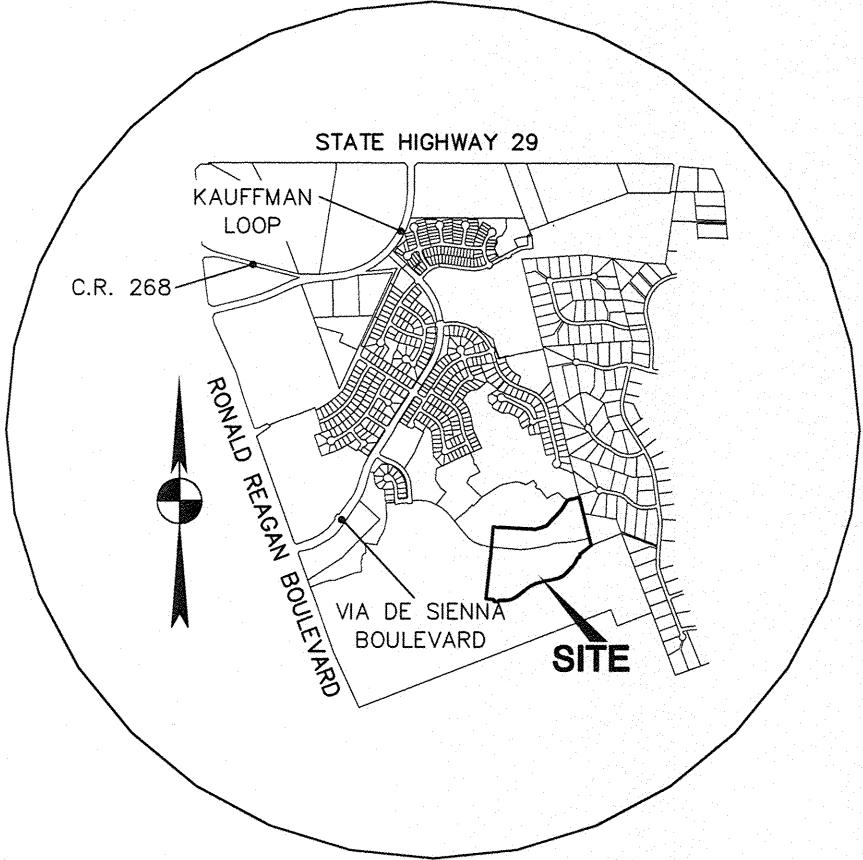 STATE HIGHWAY 29
KAUFFMAN
LOOP
C.R. 268
RONALD REAGAN BOULEVARD
VIA DE SIENNA
BOULEVARD
SITE